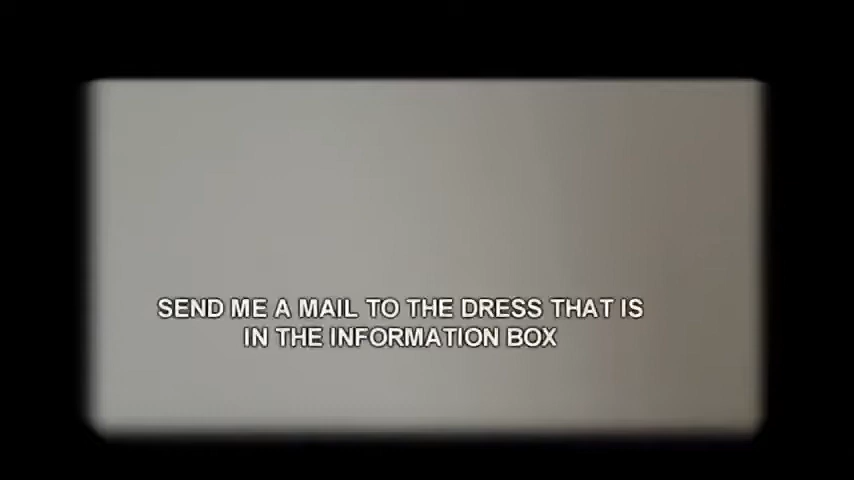 SEND ME A MAIL TO THE DRESS THAT IS
IN THE INFORMATION BOX